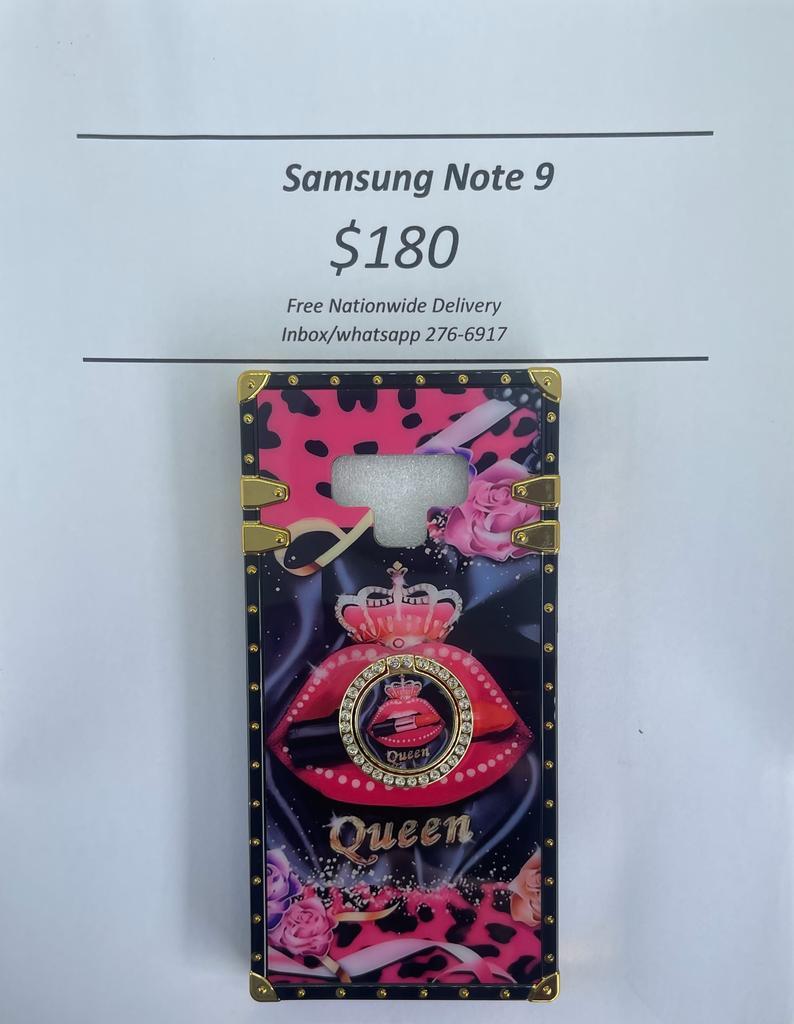 Samsung Note 9
$180
Free Nationwide Delivery
Inbox/whatsapp 276-6917
Queen
Queen